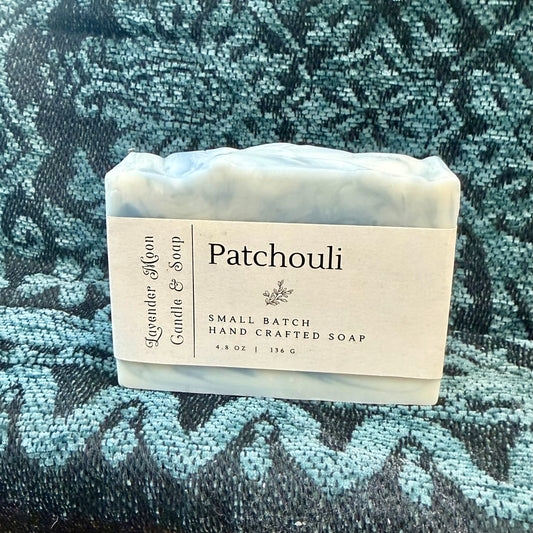 Lavender Moon
Candle & Soap
Patchouli
SMALL BATCH
HAND CRAFTED SOAP
4.8 OZ | 136 G